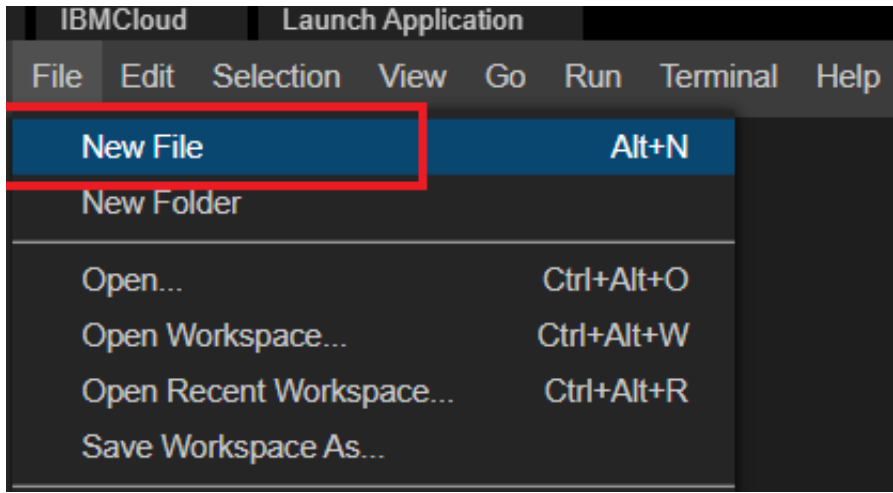 IBMCloud Launch Application
File Edit Selection View Go Run Terminal Help
New File Alt+N
New Folder
Open... Ctrl+Alt+O
Open Workspace... Ctrl+Alt+W
Open Recent Workspace... Ctrl+Alt+R
Save Workspace As...